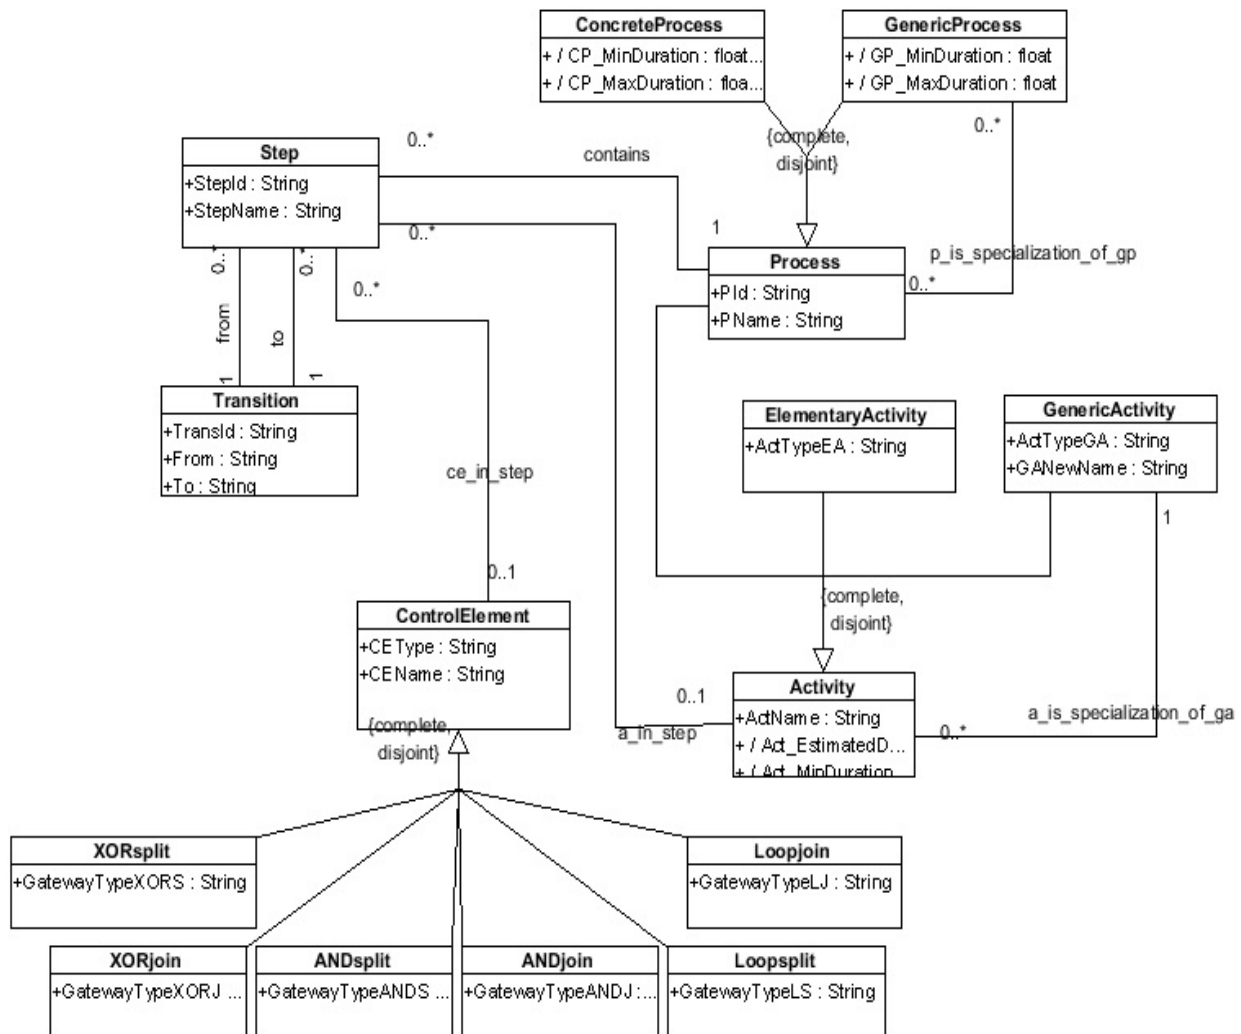 ConcreteProcess
+ / CP_MinDuration : float...
+ / CP_MaxDuration : floa...
GenericProcess
+ / GP_MinDuration : float
+ / GP_MaxDuration : float
{complete,
disjoint}
0..*
0..*
contains
Step
+StepId : String
+StepName : String
0..*
1
p_is_specialization_of_gp
Process
+PId : String
+PName : String
0..*
0..*
0..*
0..*
from
to
1
1
Transition
+TransId : String
+From : String
+To : String
ElementaryActivity
+ActTypeEA : String
GenericActivity
+ActTypeGA : String
+GANewName : String
1
ce_in_step
0..1
{complete,
disjoint}
ControlElement
+CEType : String
+CEName : String
0..1
a_in_step
Activity
+ActName : String
+ / Act_EstimatedD...
+ / Act_MinDuration
a_is_specialization_of_ga
0..*
{complete,
disjoint}
XORsplit
+GatewayTypeXORS : String
Loopjoin
+GatewayTypeLJ : String
XORjoin
+GatewayTypeXORJ ...
ANDsplit
+GatewayTypeANDS ...
ANDjoin
+GatewayTypeANDJ :...
Loopsplit
+GatewayTypeLS : String